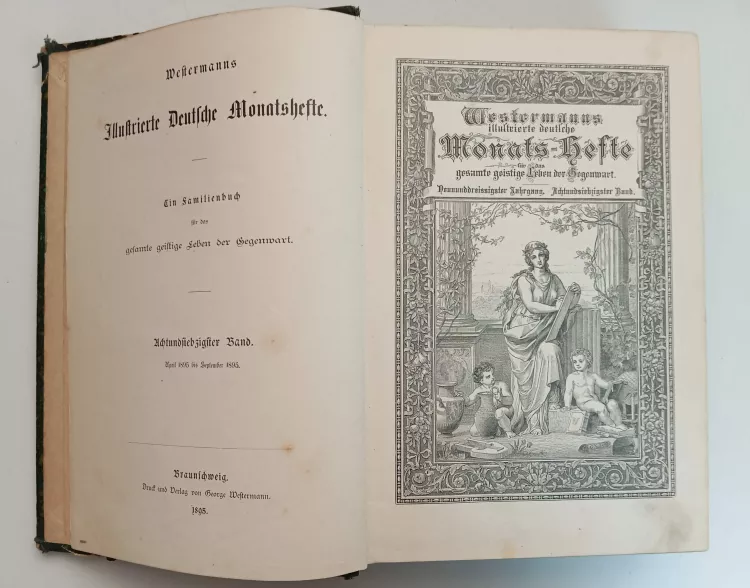 Westermanns
Illustrierte Deutsche Monatshefte.
Ein Familienbuch
für das
gesamte geistige Leben der Gegenwart.
Achtundsiebzigster Band.
April 1895 bis September 1895.
Braunschweig.
Druck und Verlag von George Westermann.
1895.
Westermanns
illustrierte deutsche
Monats-Hefte
für das
gesamte geistige Leben der Gegenwart.
Neununddreissigster Jahrgang. Achtundsiebzigster Band.